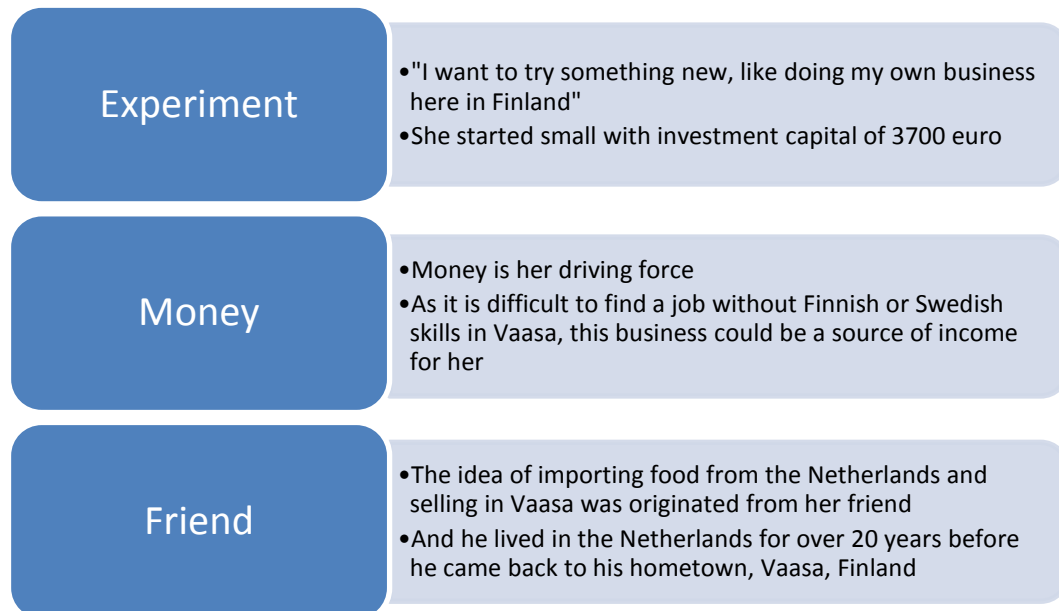 Experiment
•"I want to try something new, like doing my own business
here in Finland"
•She started small with investment capital of 3700 euro
Money
•Money is her driving force
•As it is difficult to find a job without Finnish or Swedish
skills in Vaasa, this business could be a source of income
for her
Friend
•The idea of importing food from the Netherlands and
selling in Vaasa was originated from her friend
•And he lived in the Netherlands for over 20 years before
he came back to his hometown, Vaasa, Finland